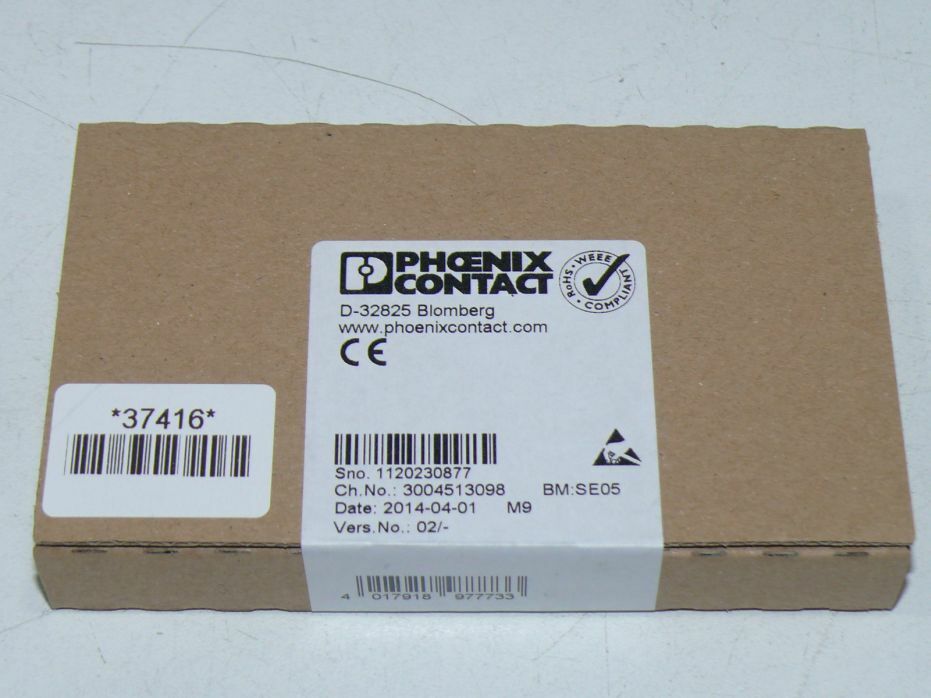 PHŒNIX
CONTACT
WEEE
RoHS
COMPLIANT
D-32825 Blomberg
www.phoenixcontact.com
CE
*37416*
Sno. 1120230877
Ch.No.: 3004513098 BM:SE05
Date: 2014-04-01 M9
Vers.No.: 02/-
4 017918 977733